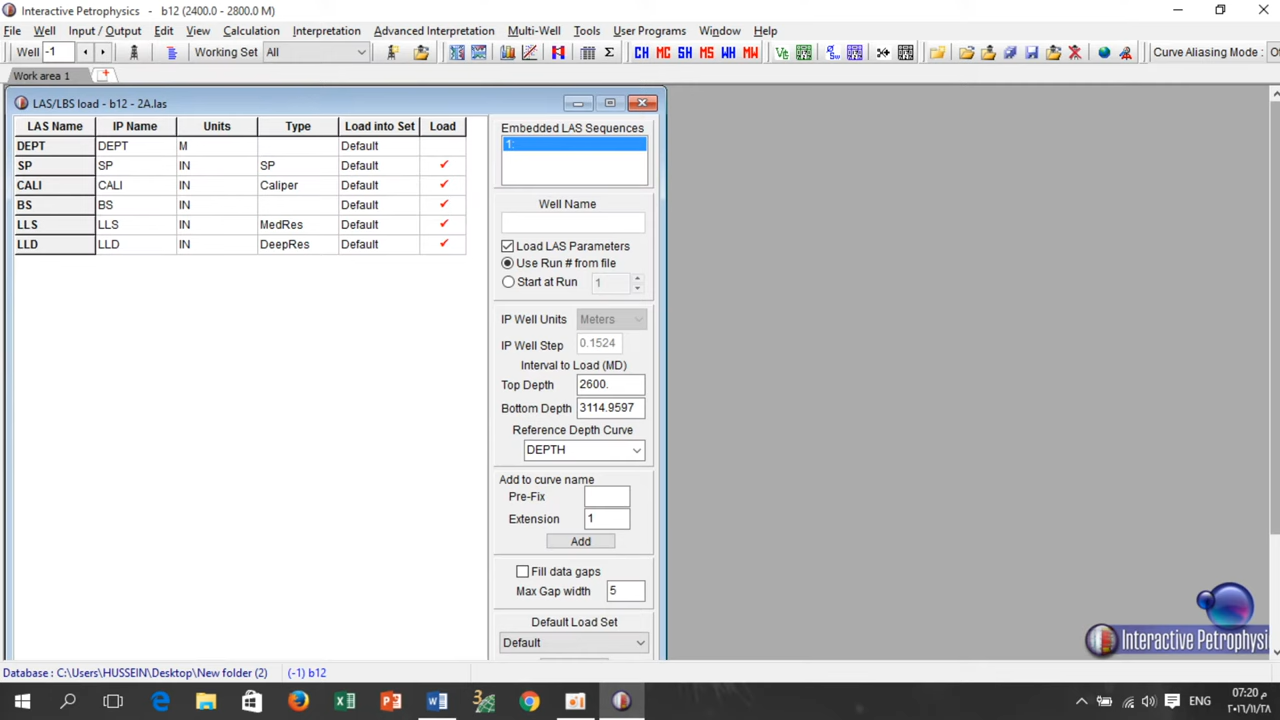 Interactive Petrophysics - b12 (2400.0 - 2800.0 M)
File Well Input / Output Edit View Calculation Interpretation Advanced Interpretation Multi-Well Tools User Programs Window Help
Well -1 Working Set All CH MC SH MS WH MW Curve Aliasing Mode :
Work area 1
LAS/LBS load - b12 - 2A.las
LAS Name IP Name Units Type Load into Set Load
DEPT DEPT M Default
SP SP IN SP Default
CALI CALI IN Caliper Default
BS BS IN Default
LLS LLS IN MedRes Default
LLD LLD IN DeepRes Default
Embedded LAS Sequences
1:
Well Name
Load LAS Parameters
Use Run # from file
Start at Run 1
IP Well Units Meters
IP Well Step 0.1524
Interval to Load (MD)
Top Depth 2600.
Bottom Depth 3114.9597
Reference Depth Curve
DEPTH
Add to curve name
Pre-Fix
Extension 1
Add
Fill data gaps
Max Gap width 5
Default Load Set
Default
Interactive Petrophysi
Database : C:\Users\HUSSEIN\Desktop\New folder (2) (-1) b12
ENG
07:20 م
٢٠١٦/١١/٢٨